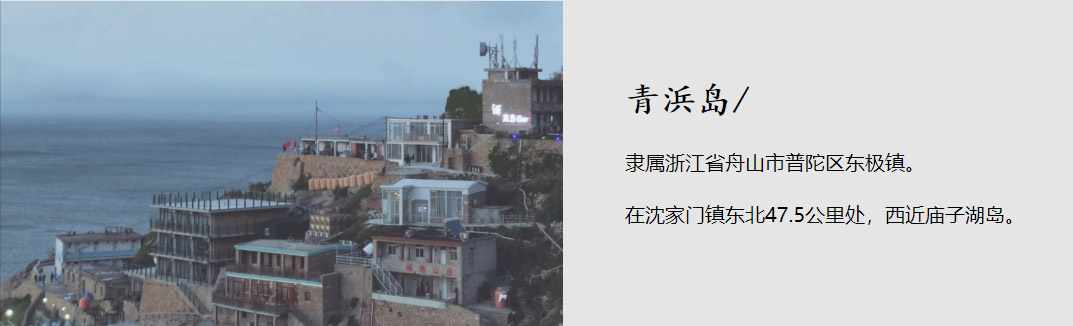 青浜岛/
隶属浙江省舟山市普陀区东极镇。
在沈家门镇东北47.5公里处，西近庙子湖岛。
酒